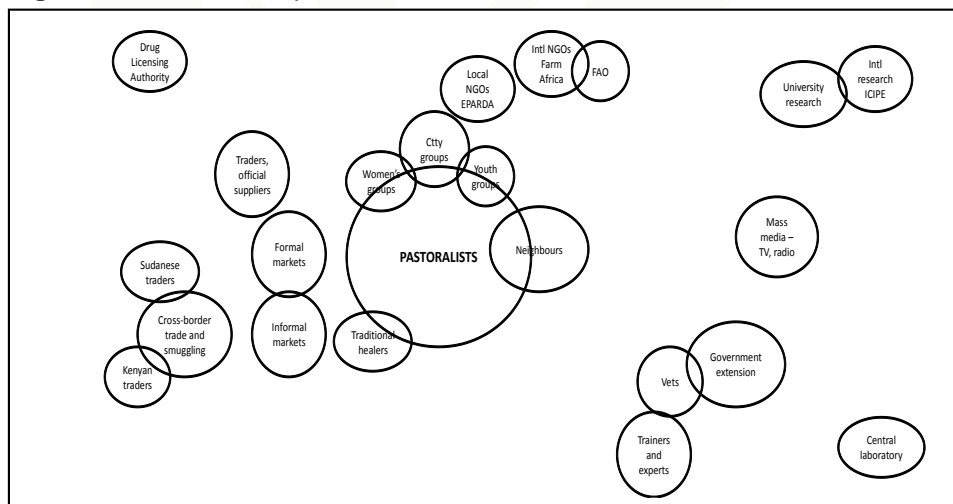 Drug
Licensing
Authority
Intl NGOs
Farm
Africa
FAO
Local
NGOs
EPARDA
University
research
Intl
research
ICIPE
Traders,
official
suppliers
Women's
groups
Ctty
groups
Youth
groups
Mass
media –
TV, radio
Formal
markets
PASTORALISTS
Neighbours
Sudanese
traders
Cross-border
trade and
smuggling
Kenyan
traders
Informal
markets
Traditional
healers
Government
extension
Vets
Trainers
and
experts
Central
laboratory